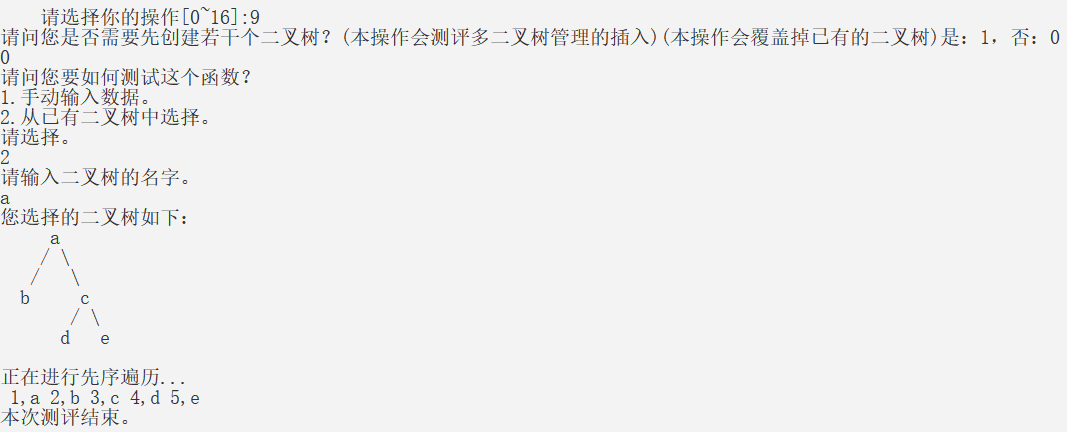 请选择你的操作[0~16]:9
请问您是否需要先创建若干个二叉树？(本操作会测评多二叉树管理的插入)(本操作会覆盖掉已有的二叉树)是：1，否：0
0
请问您要如何测试这个函数？
1.手动输入数据。
2.从已有二叉树中选择。
请选择。
2
请输入二叉树的名字。
a
您选择的二叉树如下：
a
/ \
/ \
b c
/ \
d e
正在进行先序遍历...
1,a 2,b 3,c 4,d 5,e
本次测评结束。